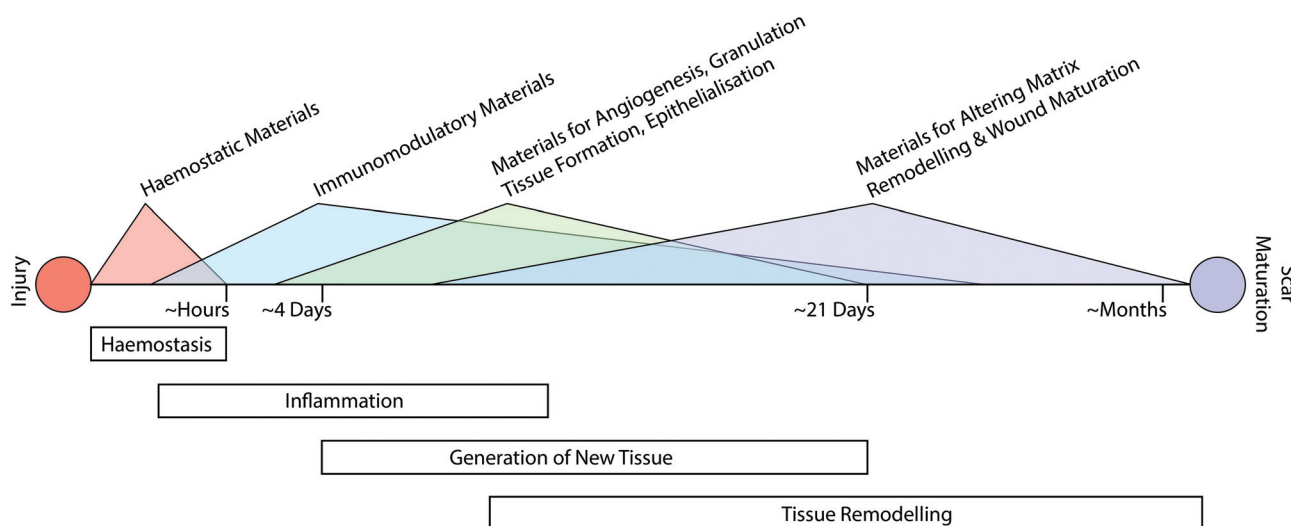 Haemostatic Materials
Immunomodulatory Materials
Materials for Angiogenesis, Granulation
Tissue Formation, Epithelialisation
Materials for Altering Matrix
Remodelling & Wound Maturation
Injury
Scar
Maturation
~Hours
~4 Days
~21 Days
~Months
Haemostasis
Inflammation
Generation of New Tissue
Tissue Remodelling